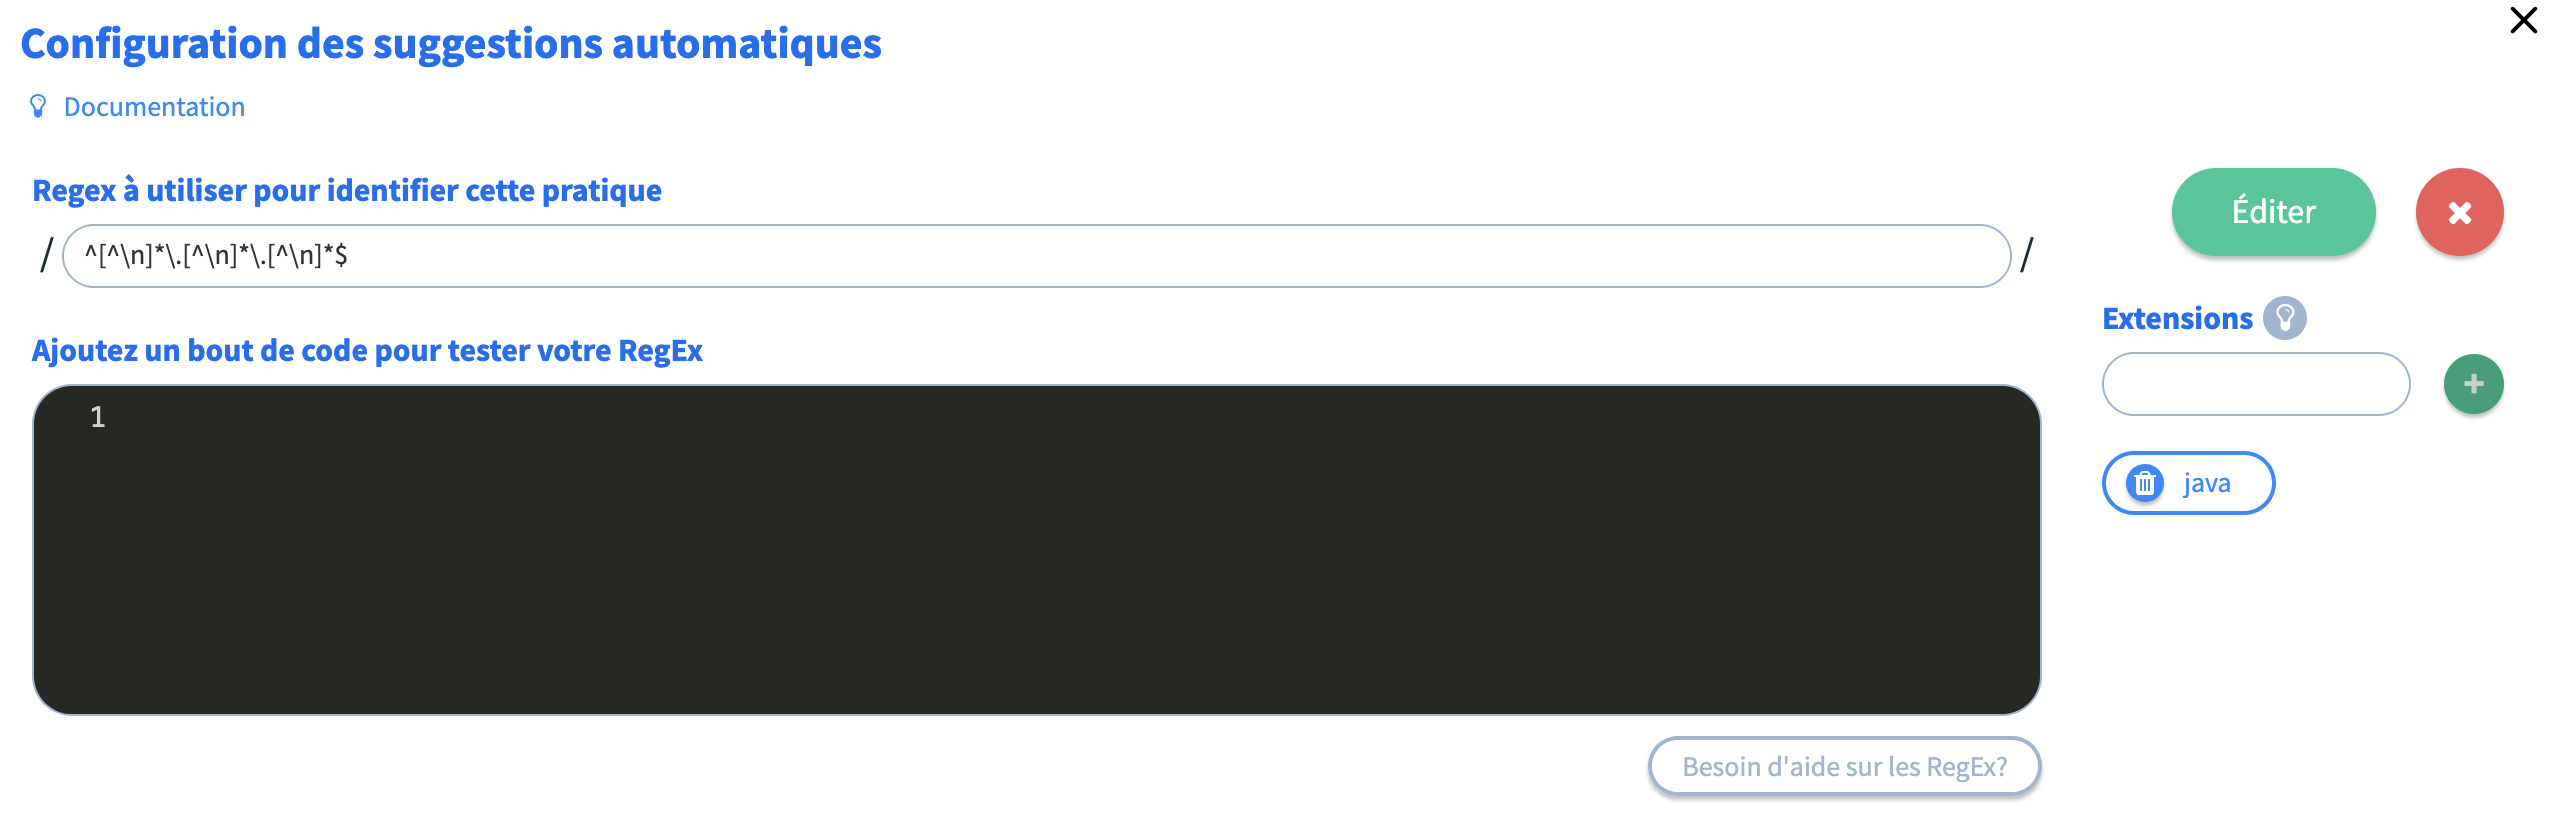 Configuration des suggestions automatiques
Documentation
Regex à utiliser pour identifier cette pratique
/ ^[^\n]*\.[^\n]*\.[^\n]*$ /
Éditer
Extensions
java
Ajoutez un bout de code pour tester votre RegEx
1
Besoin d'aide sur les RegEx?